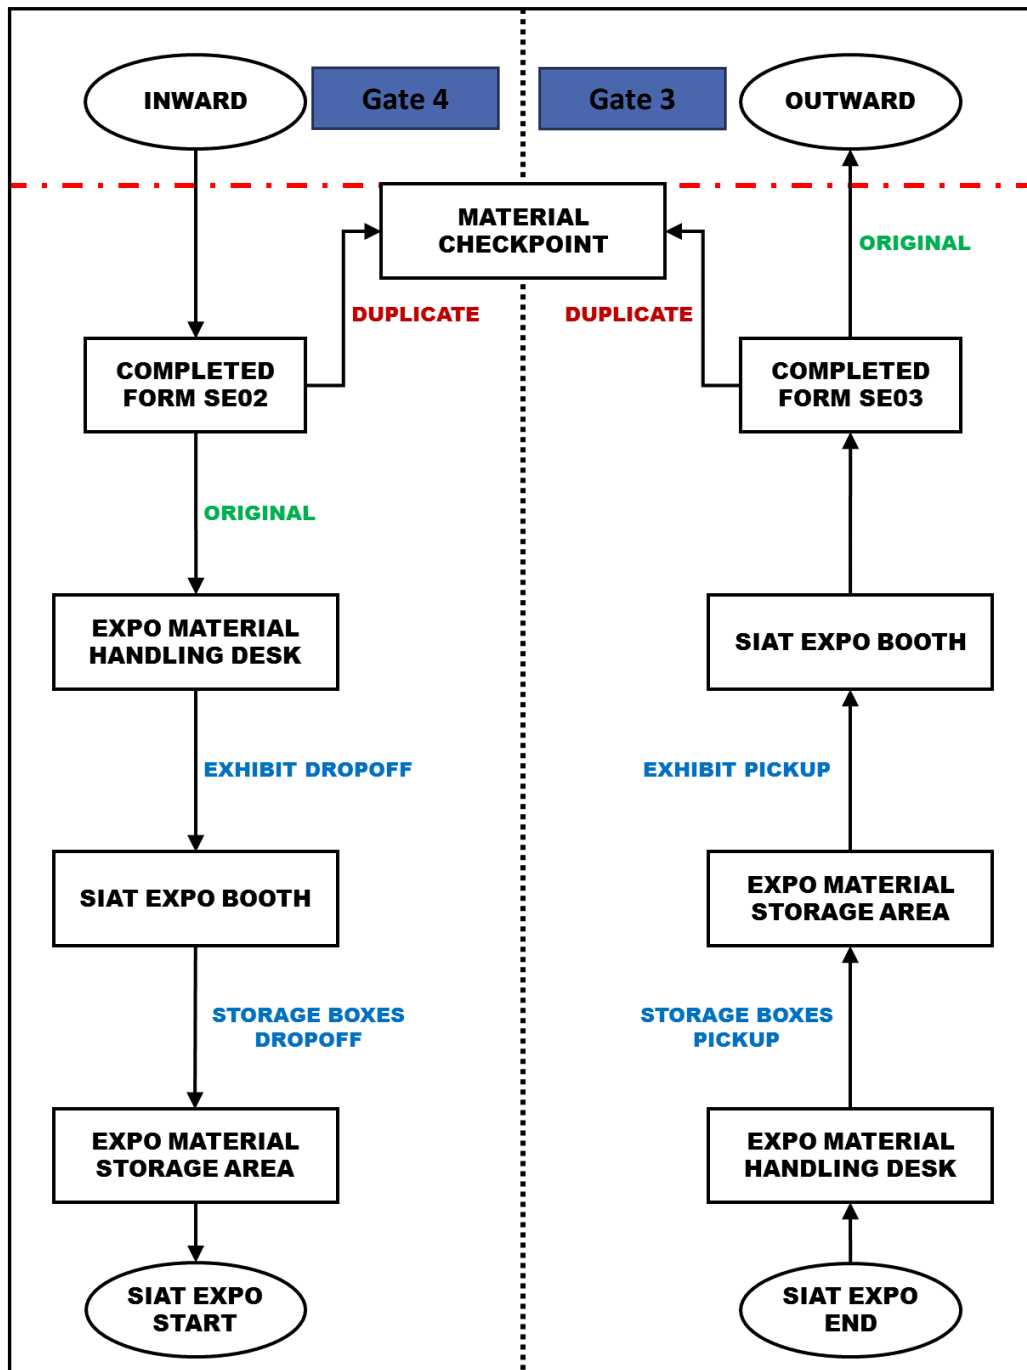 INWARD
Gate 4
Gate 3
OUTWARD
MATERIAL
CHECKPOINT
ORIGINAL
DUPLICATE
DUPLICATE
COMPLETED
FORM SE02
COMPLETED
FORM SE03
ORIGINAL
EXPO MATERIAL
HANDLING DESK
SIAT EXPO BOOTH
EXHIBIT DROPOFF
EXHIBIT PICKUP
SIAT EXPO BOOTH
EXPO MATERIAL
STORAGE AREA
STORAGE BOXES
DROPOFF
STORAGE BOXES
PICKUP
EXPO MATERIAL
STORAGE AREA
EXPO MATERIAL
HANDLING DESK
SIAT EXPO
START
SIAT EXPO
END